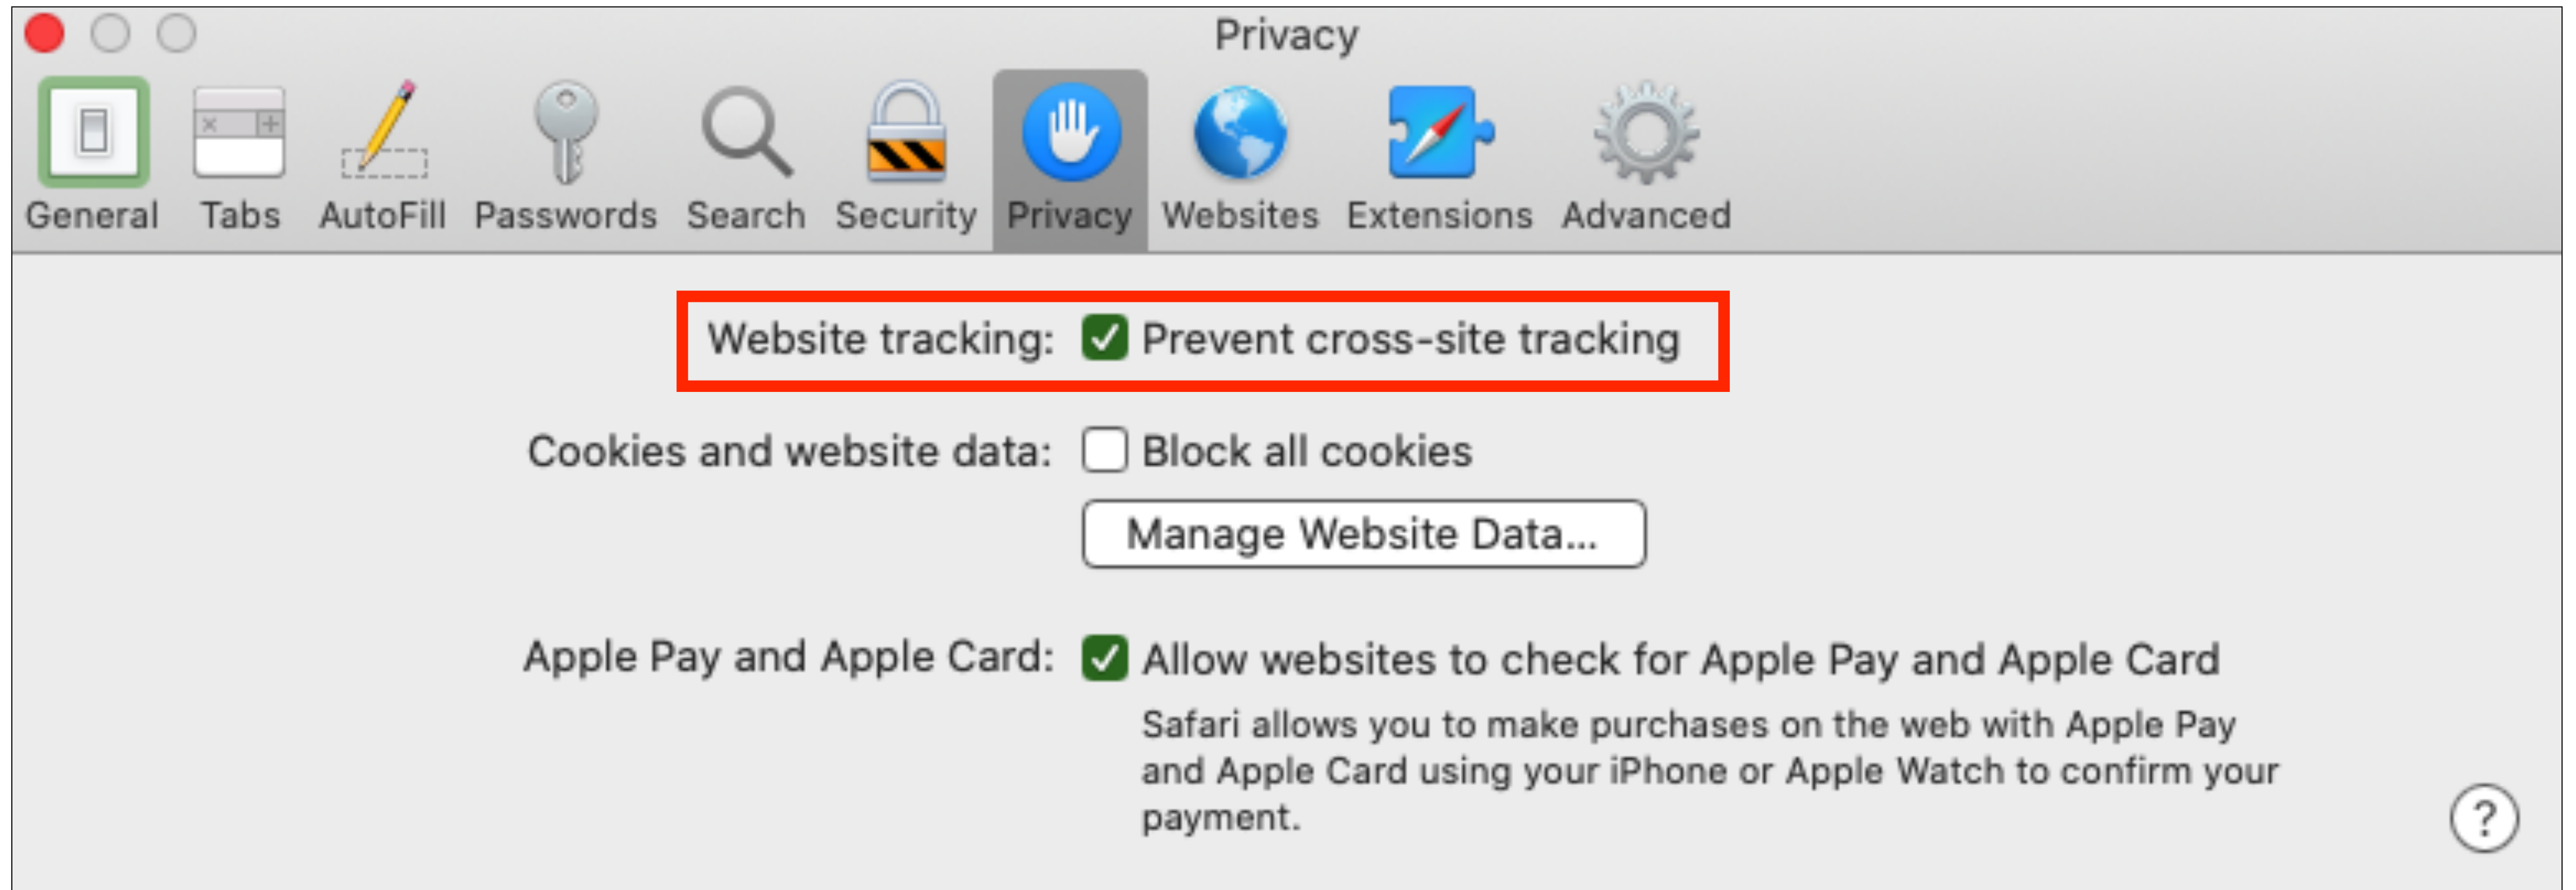 Privacy
General Tabs AutoFill Passwords Search Security Privacy Websites Extensions Advanced
Website tracking: Prevent cross-site tracking
Cookies and website data: Block all cookies
Manage Website Data...
Apple Pay and Apple Card: Allow websites to check for Apple Pay and Apple Card
Safari allows you to make purchases on the web with Apple Pay
and Apple Card using your iPhone or Apple Watch to confirm your
payment.
?